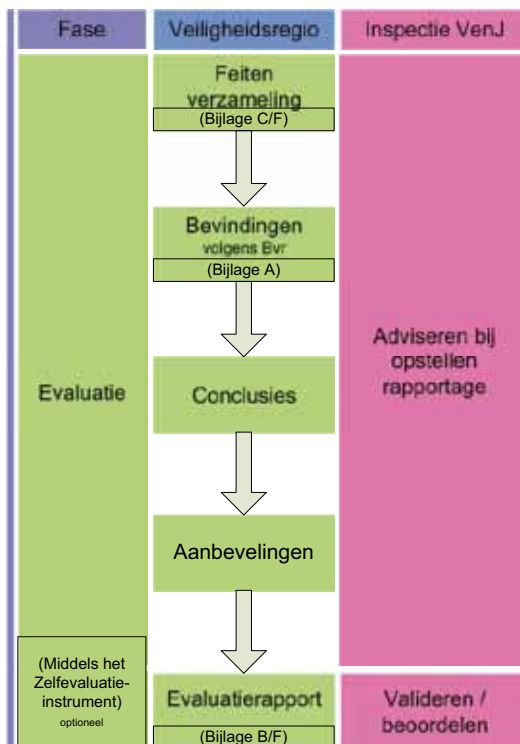 Fase
Veiligheidsregio
Inspectie VenJ
Feiten
verzameling
(Bijlage C/F)
Bevindingen
volgens Bvr
(Bijlage A)
Evaluatie
Conclusies
Adviseren bij
opstellen
rapportage
Aanbevelingen
(Middels het
Zelfevaluatie-
instrument)
optioneel
Evaluatierapport
(Bijlage B/F)
Valideren /
beoordelen